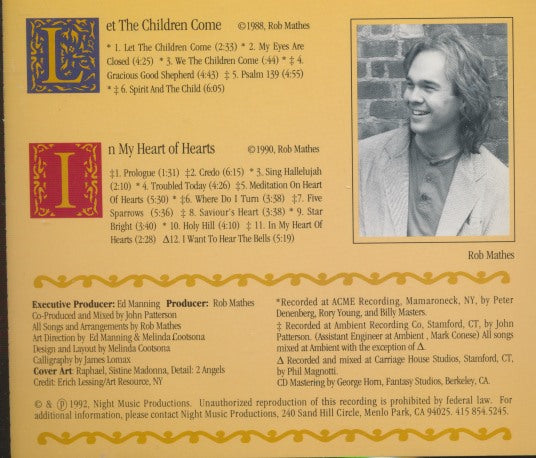 Let The Children Come ©1988, Rob Mathes
* 1. Let The Children Come (2:33) * 2. My Eyes Are
Closed (4:25) * 3. We The Children Come (:44) * ‡ 4.
Gracious Good Shepherd (4:43) ‡ 5. Psalm 139 (4:55)
* ‡ 6. Spirit And The Child (6:05)
In My Heart of Hearts ©1990, Rob Mathes
‡1. Prologue (1:31) ‡2. Credo (6:15) * 3. Sing Hallelujah
(2:10) * 4. Troubled Today (4:26) ‡5. Meditation On Heart
Of Hearts (5:30) *‡6. Where Do I Turn (3:38) ‡7. Five
Sparrows (5:36) ‡ 8. Saviour's Heart (3:38) * 9. Star
Bright (3:40) * 10. Holy Hill (4:10) ‡ 11. In My Heart Of
Hearts (2:28) Δ12. I Want To Hear The Bells (5:19)
Rob Mathes
Executive Producer: Ed Manning Producer: Rob Mathes
Co-Produced and Mixed by John Patterson
All Songs and Arrangements by Rob Mathes
Art Direction by Ed Manning & Melinda Cootsona
Design and Layout by Melinda Cootsona
Calligraphy by James Lomax
Cover Art: Raphael, Sistine Madonna, Detail: 2 Angels
Credit: Erich Lessing/Art Resource, NY
*Recorded at ACME Recording, Mamaroneck, NY, by Peter
Denenberg, Rory Young, and Billy Masters.
‡ Recorded at Ambient Recording Co, Stamford, CT, by John
Patterson. (Assistant Engineer at Ambient , Mark Conese) All songs
mixed at Ambient with the exception of Δ.
Δ Recorded and mixed at Carriage House Studios, Stamford, CT,
by Phil Magnotti.
CD Mastering by George Horn, Fantasy Studios, Berkeley, CA.
© & ℗ 1992, Night Music Productions. Unauthorized reproduction of this recording is prohibited by federal law. For
additional information, please contact Night Music Productions, 240 Sand Hill Circle, Menlo Park, CA 94025. 415 854.5245.